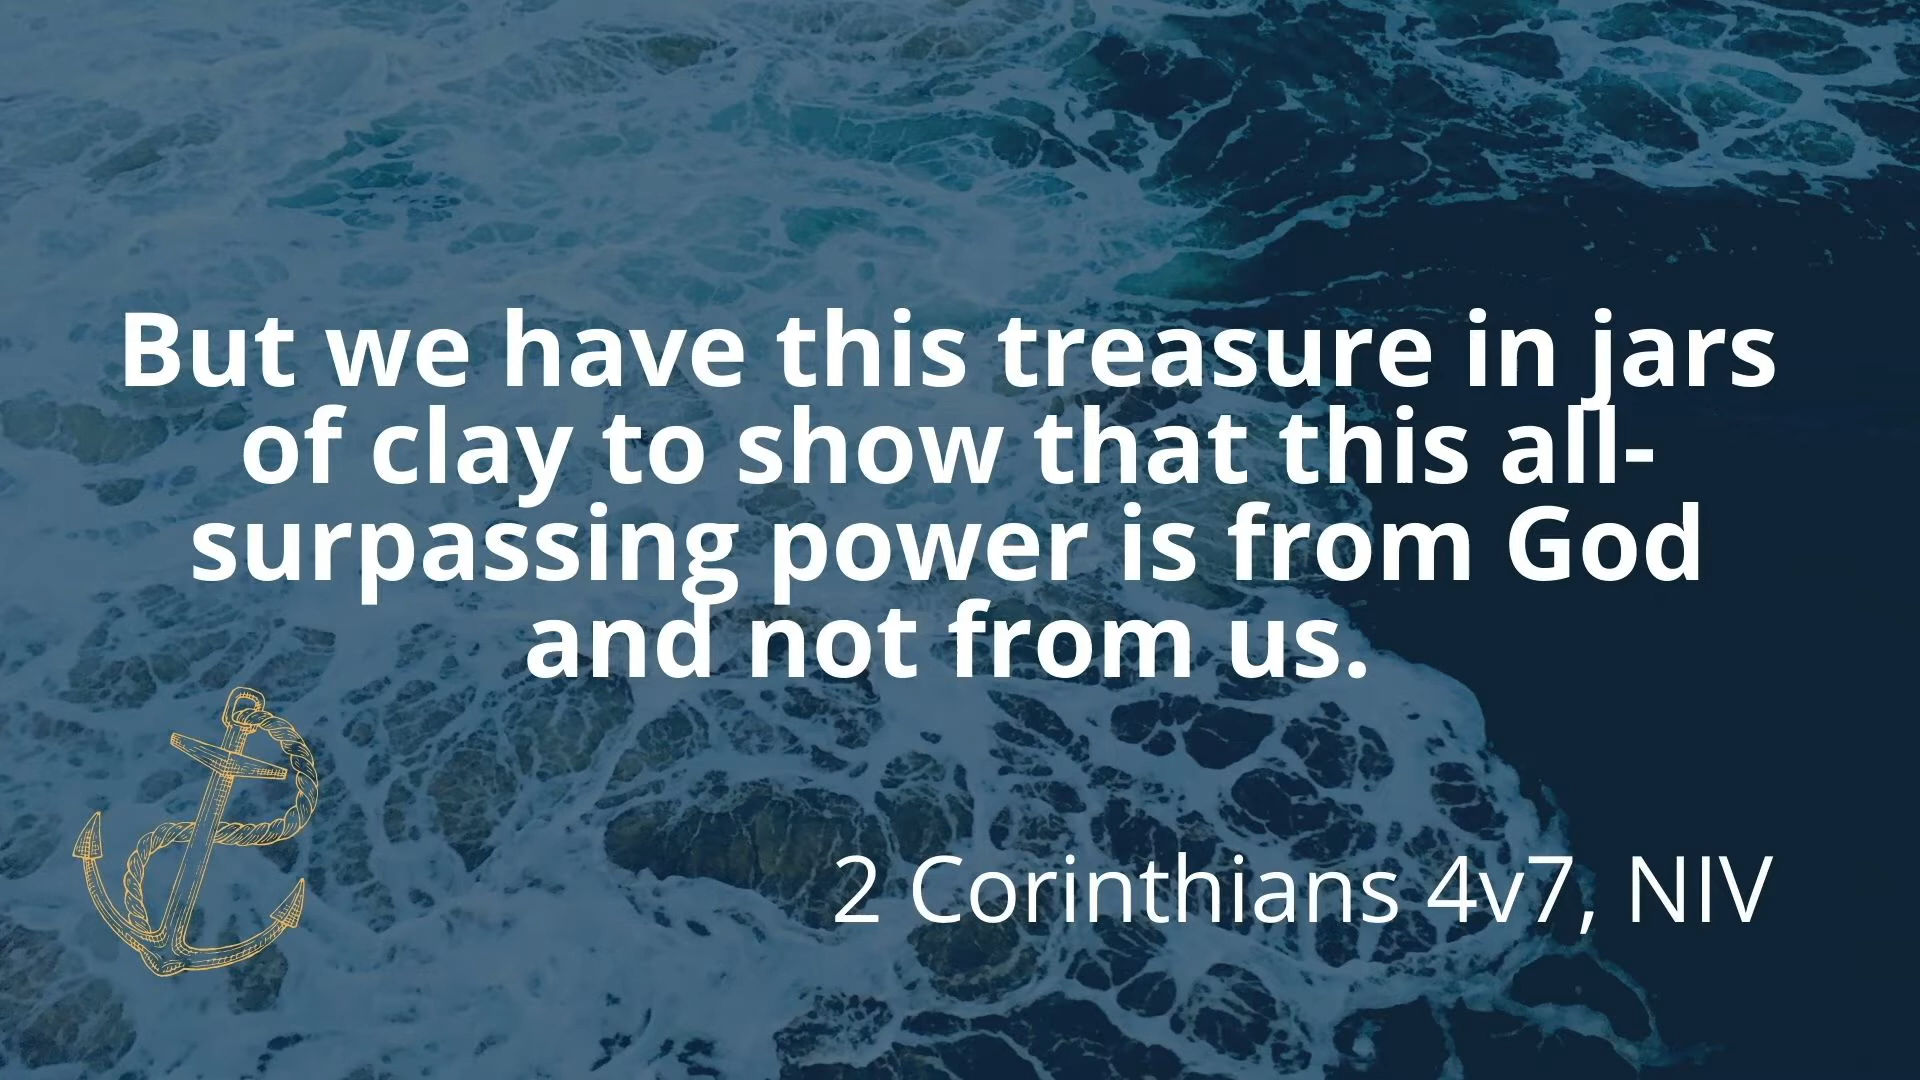 But we have this treasure in jars
of clay to show that this all-
surpassing power is from God
and not from us.
2 Corinthians 4v7, NIV